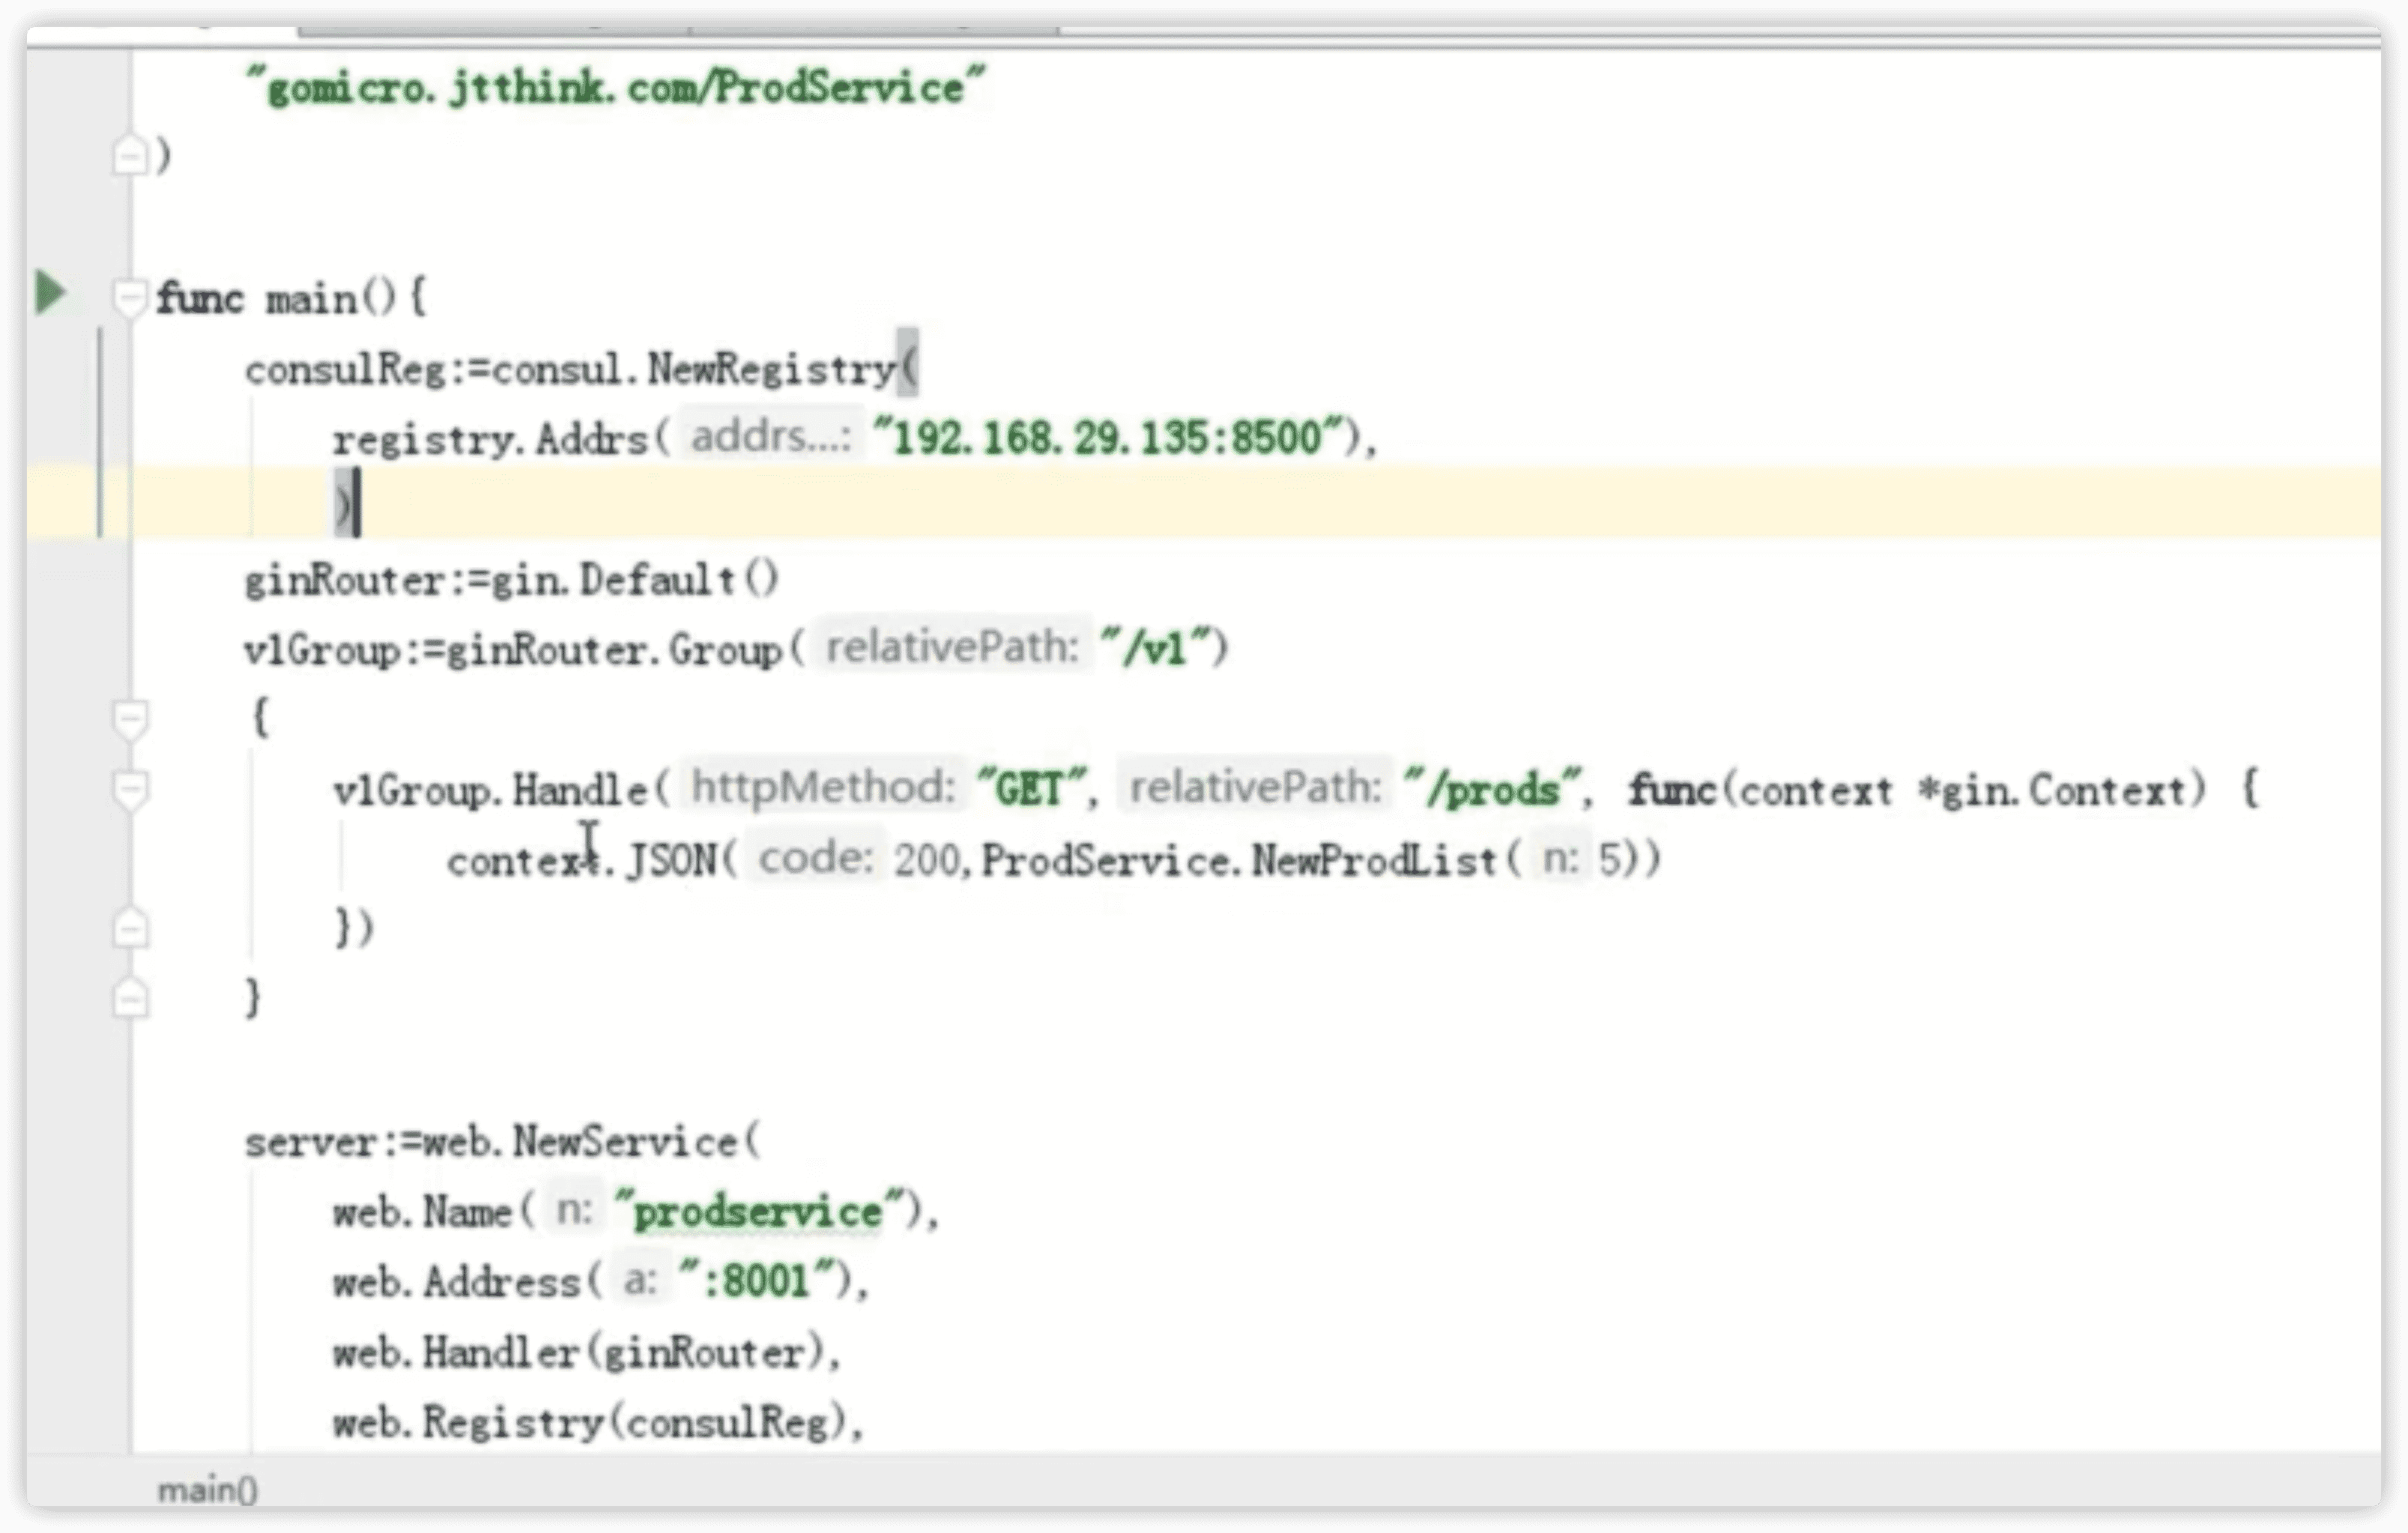 "gomicro.jtthink.com/ProdService"
)
func main(){
consulReg:=consul.NewRegistry(
registry.Addrs( addrs...: "192.168.29.135:8500"),
)
ginRouter:=gin.Default()
v1Group:=ginRouter.Group( relativePath: "/v1")
{
v1Group.Handle( httpMethod: "GET", relativePath: "/prods", func(context *gin.Context) {
context.JSON( code: 200,ProdService.NewProdList( n: 5))
})
}
server:=web.NewService(
web.Name( n: "prodservice"),
web.Address( a: ":8001"),
web.Handler(ginRouter),
web.Registry(consulReg),
main()